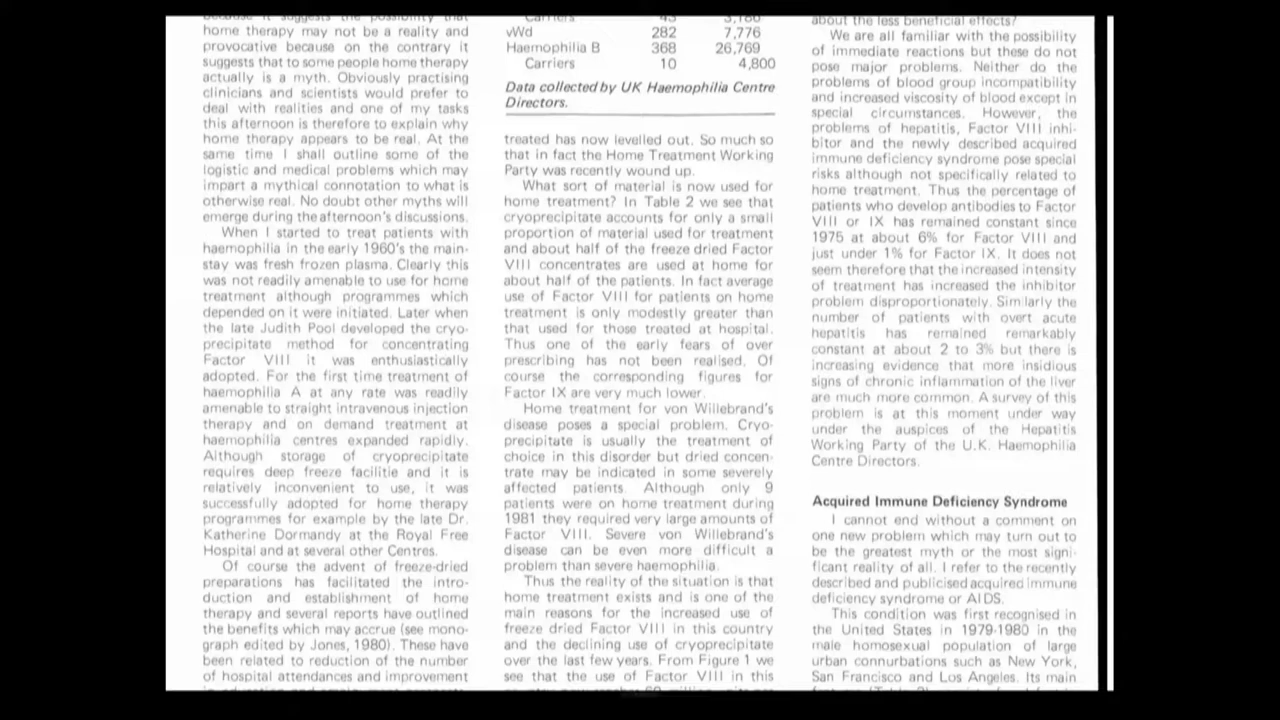 because it suggests the possibility that
home therapy may not be a reality and
provocative because on the contrary it
suggests that to some people home therapy
actually is a myth. Obviously practising
clinicians and scientists would prefer to
deal with realities and one of my tasks
this afternoon is therefore to explain why
home therapy appears to be real. At the
same time I shall outline some of the
logistic and medical problems which may
impart a mythical connotation to what is
otherwise real. No doubt other myths will
emerge during the afternoon's discussions.
When I started to treat patients with
haemophilia in the early 1960's the main-
stay was fresh frozen plasma. Clearly this
was not readily amenable to use for home
treatment although programmes which
depended on it were initiated. Later when
the late Judith Pool developed the cryo-
precipitate method for concentrating
Factor VIII it was enthusiastically
adopted. For the first time treatment of
haemophilia A at any rate was readily
amenable to straight intravenous injection
therapy and on demand treatment at
haemophilia centres expanded rapidly.
Although storage of cryoprecipitate
requires deep freeze facilitie and it is
relatively inconvenient to use, it was
successfully adopted for home therapy
programmes for example by the late Dr.
Katherine Dormandy at the Royal Free
Hospital and at several other Centres.
Of course the advent of freeze-dried
preparations has facilitated the intro-
duction and establishment of home
therapy and several reports have outlined
the benefits which may accrue (see mono-
graph edited by Jones, 1980). These have
been related to reduction of the number
of hospital attendances and improvement
Carriers 43 3,186
vWd 282 7,776
Haemophilia B 368 26,769
Carriers 10 4,800
Data collected by UK Haemophilia Centre
Directors.
treated has now levelled out. So much so
that in fact the Home Treatment Working
Party was recently wound up.
What sort of material is now used for
home treatment? In Table 2 we see that
cryoprecipitate accounts for only a small
proportion of material used for treatment
and about half of the freeze dried Factor
VIII concentrates are used at home for
about half of the patients. In fact average
use of Factor VIII for patients on home
treatment is only modestly greater than
that used for those treated at hospital.
Thus one of the early fears of over
prescribing has not been realised. Of
course the corresponding figures for
Factor IX are very much lower.
Home treatment for von Willebrand's
disease poses a special problem. Cryo-
precipitate is usually the treatment of
choice in this disorder but dried concen-
trate may be indicated in some severely
affected patients. Although only 9
patients were on home treatment during
1981 they required very large amounts of
Factor VIII. Severe von Willebrand's
disease can be even more difficult a
problem than severe haemophilia.
Thus the reality of the situation is that
home treatment exists and is one of the
main reasons for the increased use of
freeze dried Factor VIII in this country
and the declining use of cryoprecipitate
over the last few years. From Figure 1 we
see that the use of Factor VIII in this
about the less beneficial effects?
We are all familiar with the possibility
of immediate reactions but these do not
pose major problems. Neither do the
problems of blood group incompatibility
and increased viscosity of blood except in
special circumstances. However, the
problems of hepatitis, Factor VIII inhi-
bitor and the newly described acquired
immune deficiency syndrome pose special
risks although not specifically related to
home treatment. Thus the percentage of
patients who develop antibodies to Factor
VIII or IX has remained constant since
1975 at about 6% for Factor VIII and
just under 1% for Factor IX. It does not
seem therefore that the increased intensity
of treatment has increased the inhibitor
problem disproportionately. Similarly the
number of patients with overt acute
hepatitis has remained remarkably
constant at about 2 to 3% but there is
increasing evidence that more insidious
signs of chronic inflammation of the liver
are much more common. A survey of this
problem is at this moment under way
under the auspices of the Hepatitis
Working Party of the U.K. Haemophilia
Centre Directors.
Acquired Immune Deficiency Syndrome
I cannot end without a comment on
one new problem which may turn out to
be the greatest myth or the most signi-
ficant reality of all. I refer to the recently
described and publicised acquired immune
deficiency syndrome or AIDS.
This condition was first recognised in
the United States in 1979-1980 in the
male homosexual population of large
urban connurbations such as New York,
San Francisco and Los Angeles. Its main